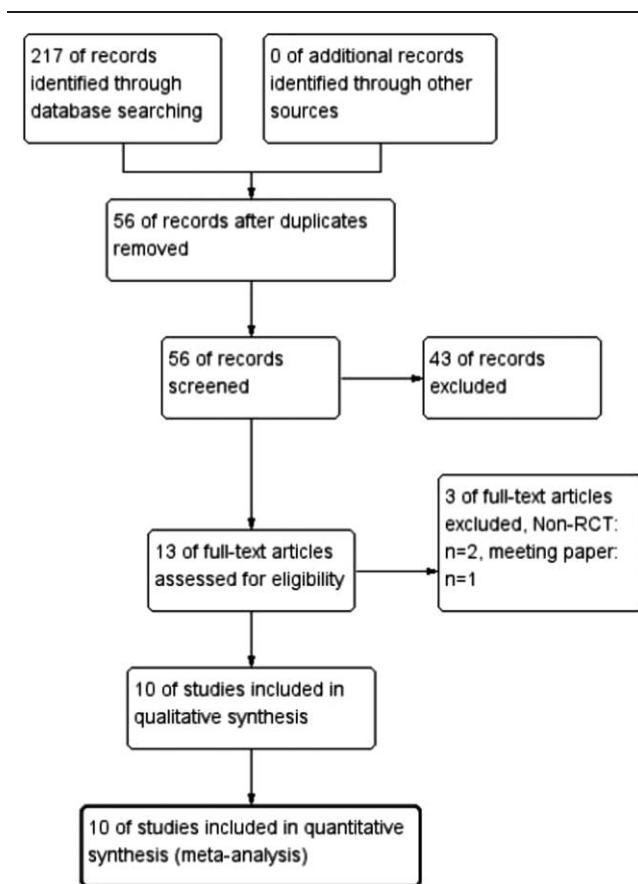 217 of records
identified through
database searching
0 of additional records
identified through other
sources
56 of records after duplicates
removed
56 of records
screened
43 of records
excluded
13 of full-text articles
assessed for eligibility
3 of full-text articles
excluded, Non-RCT:
n=2, meeting paper:
n=1
10 of studies included in
qualitative synthesis
10 of studies included in quantitative
synthesis (meta-analysis)